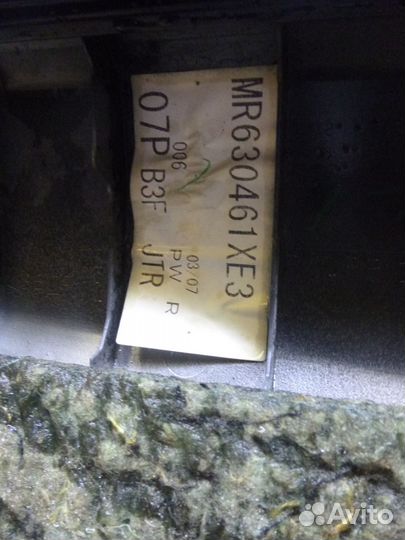 MR630461XE3
006
03/07
PW R
07P B3F JTR
Avito